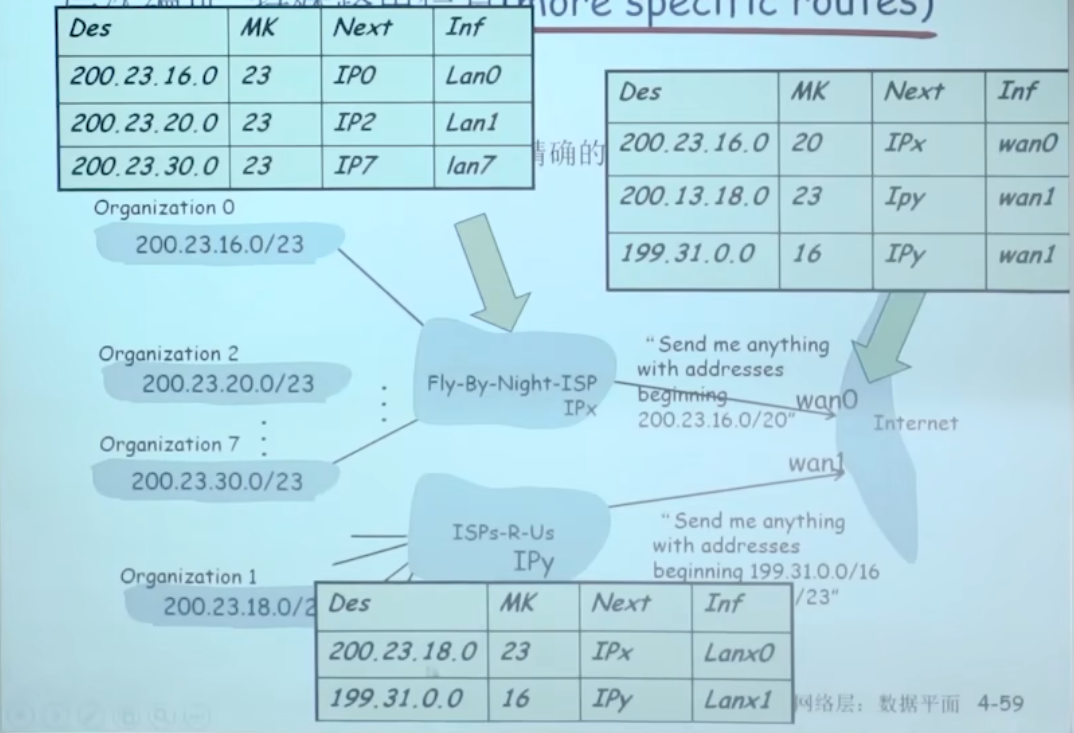 more specific routes)
Des MK Next Inf
200.23.16.0 23 IP0 Lan0
200.23.20.0 23 IP2 Lan1
200.23.30.0 23 IP7 lan7
精确的
Des MK Next Inf
200.23.16.0 20 IPx wan0
200.13.18.0 23 Ipy wan1
199.31.0.0 16 IPy wan1
Organization 0
200.23.16.0/23
Organization 2
200.23.20.0/23
Organization 7
200.23.30.0/23
Organization 1
200.23.18.0/2
Fly-By-Night-ISP
IPx
"Send me anything
with addresses
beginning
200.23.16.0/20"
wan0
Internet
wan1
ISPs-R-Us
IPy
"Send me anything
with addresses
beginning 199.31.0.0/16
/23"
Des MK Next Inf
200.23.18.0 23 IPx Lanx0
199.31.0.0 16 IPy Lanx1
网络层：数据平面 4-59